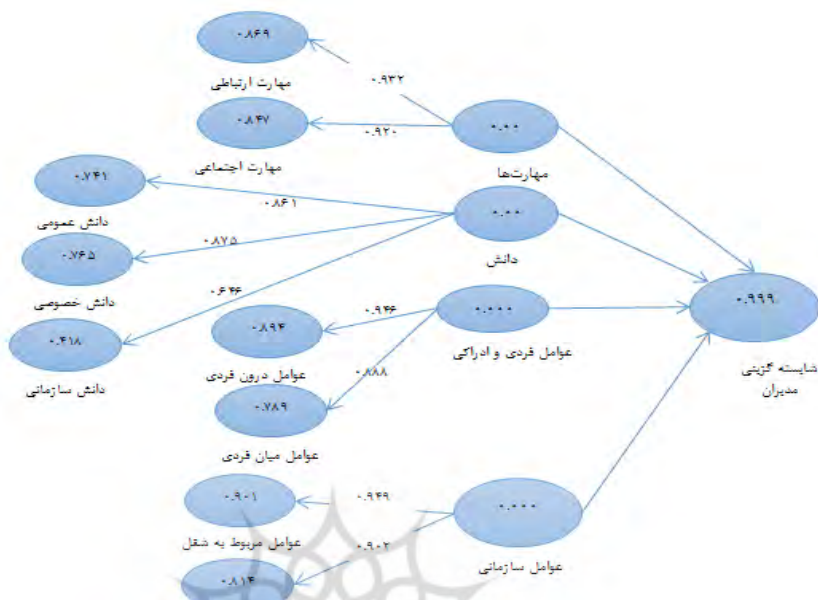 ۰.۸۶۹
مهارت ارتباطی
۰.۹۳۲
۰.۸۴۷
مهارت اجتماعی
۰.۹۲۰
۰.۰۰
مهارت‌ها
۰.۷۴۱
دانش عمومی
۰.۸۶۱
۰.۰۰
دانش
۰.۷۶۵
دانش خصوصی
۰.۸۷۵
۰.۴۱۸
دانش سازمانی
۰.۶۴۶
۰.۸۹۴
عوامل درون فردی
۰.۹۴۶
۰.۰۰۰
عوامل فردی و ادراکی
۰.۷۸۹
عوامل میان فردی
۰.۸۸۸
۰.۹۹۹
شایسته گزینی
مدیران
۰.۹۰۱
عوامل مربوط به شغل
۰.۹۴۹
۰.۰۰۰
عوامل سازمانی
۰.۹۰۲
۰.۸۱۴